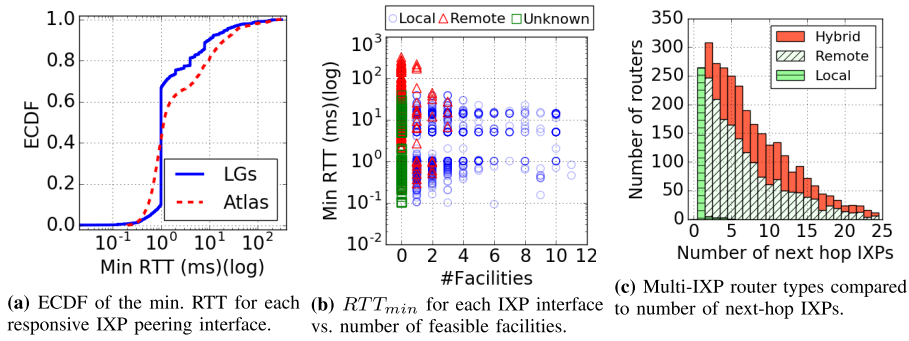 1.0
0.8
0.6
0.4
0.2
0.0
ECDF
LGs
Atlas
10^-1 10^0 10^1 10^2
Min RTT (ms)(log)
(a) ECDF of the min. RTT for each
responsive IXP peering interface.
Local Remote Unknown
10^3
10^2
10^1
10^0
10^-1
10^-2
Min RTT (ms)(log)
0 2 4 6 8 10 12
#Facilities
(b) RTT_min for each IXP interface
vs. number of feasible facilities.
350
300
250
200
150
100
50
0
Number of routers
Hybrid
Remote
Local
0 5 10 15 20 25
Number of next hop IXPs
(c) Multi-IXP router types compared
to number of next-hop IXPs.